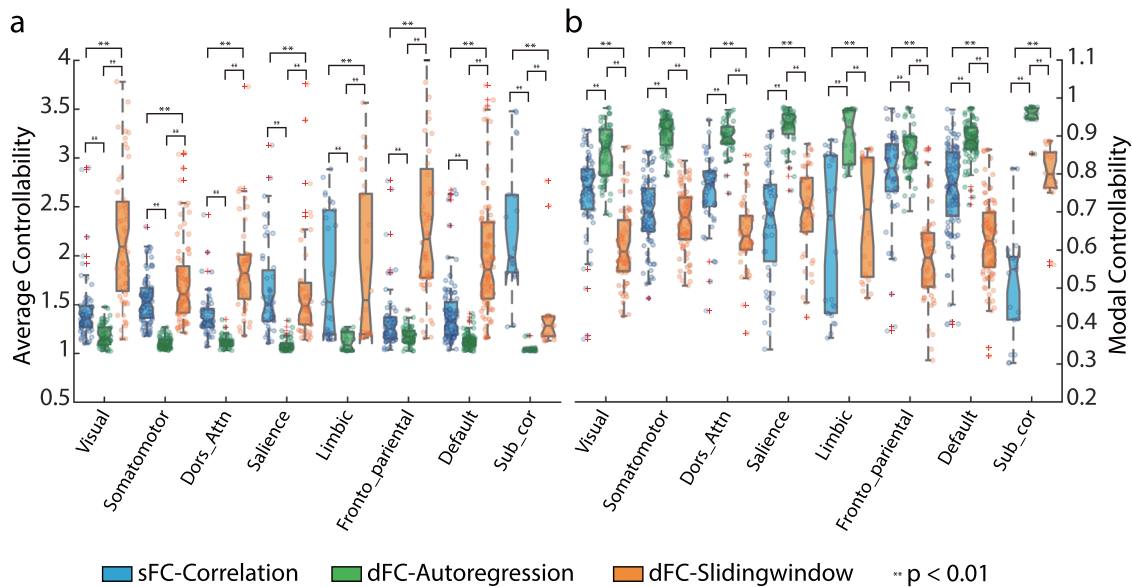 a
b
Average Controllability
4
3.5
3
2.5
2
1.5
1
0.5
Visual
Somatomotor
Dors_Attn
Salience
Limbic
Fronto_pariental
Default
Sub_cor
Modal Controllability
1.1
1
0.9
0.8
0.7
0.6
0.5
0.4
0.3
0.2
Visual
Somatomotor
Dors_Attn
Salience
Limbic
Fronto_pariental
Default
Sub_cor
sFC-Correlation dFC-Autoregression dFC-Slidingwindow ** p < 0.01